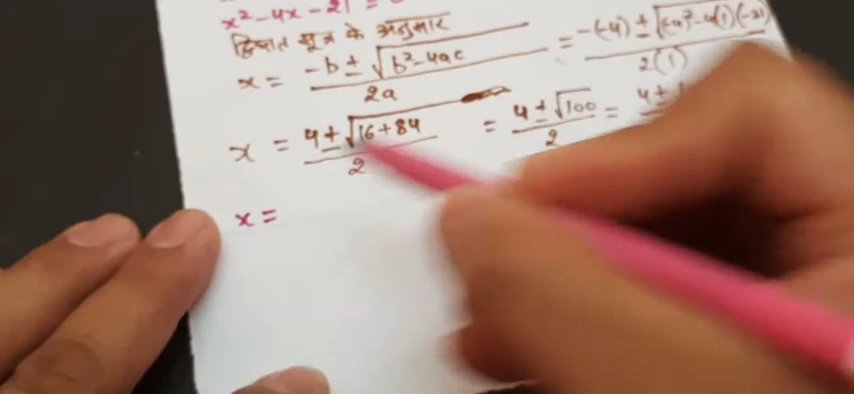 x² - 4x - 21 =
द्विघात सूत्र के अनुसार
x = (-b ± √(b² - 4ac)) / 2a = (-(-4) ± √((-4)² - 4(1)(-21))) / 2(1)
x = (4 ± √(16 + 84)) / 2 = (4 ± √100) / 2 = 4 ±
x =